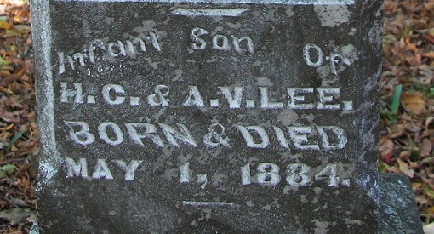 Infant Son Of
H.C. & A.V. LEE,
BORN & DIED
MAY 1, 1884.